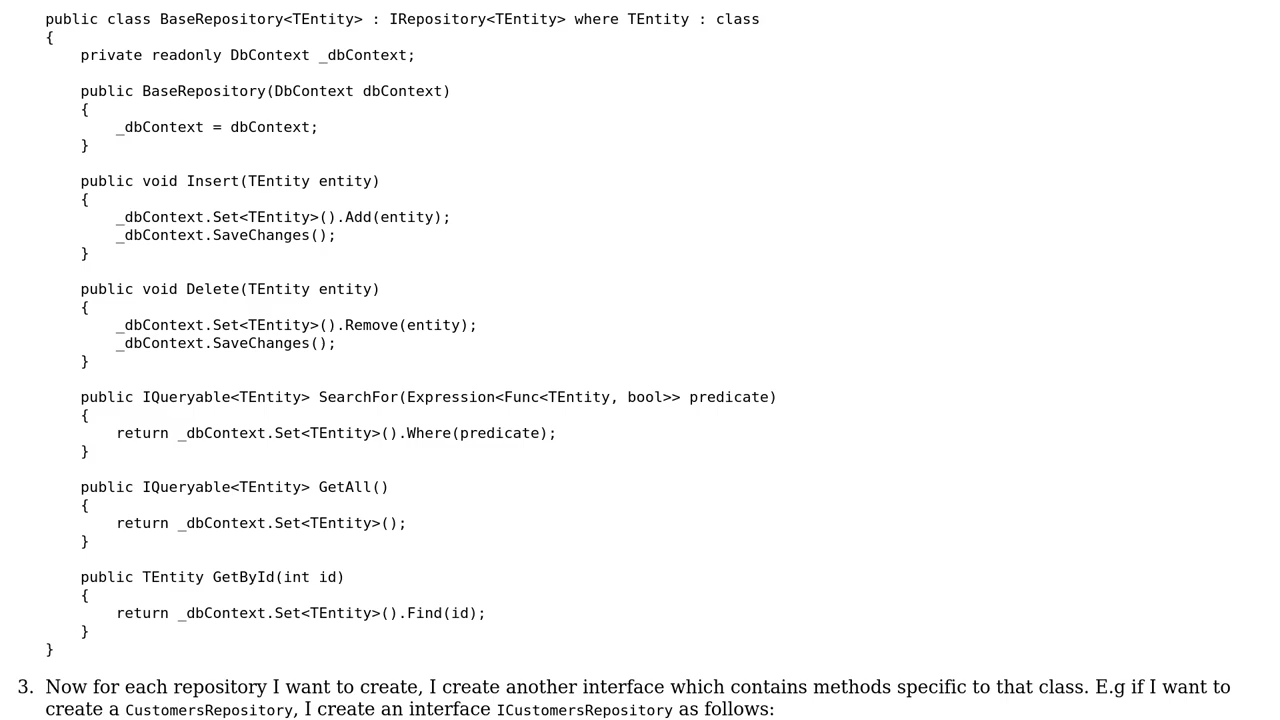 public class BaseRepository<TEntity> : IRepository<TEntity> where TEntity : class
{
    private readonly DbContext _dbContext;

    public BaseRepository(DbContext dbContext)
    {
        _dbContext = dbContext;
    }

    public void Insert(TEntity entity)
    {
        _dbContext.Set<TEntity>().Add(entity);
        _dbContext.SaveChanges();
    }

    public void Delete(TEntity entity)
    {
        _dbContext.Set<TEntity>().Remove(entity);
        _dbContext.SaveChanges();
    }

    public IQueryable<TEntity> SearchFor(Expression<Func<TEntity, bool>> predicate)
    {
        return _dbContext.Set<TEntity>().Where(predicate);
    }

    public IQueryable<TEntity> GetAll()
    {
        return _dbContext.Set<TEntity>();
    }

    public TEntity GetById(int id)
    {
        return _dbContext.Set<TEntity>().Find(id);
    }
}
3. Now for each repository I want to create, I create another interface which contains methods specific to that class. E.g if I want to
create a CustomersRepository, I create an interface ICustomersRepository as follows: